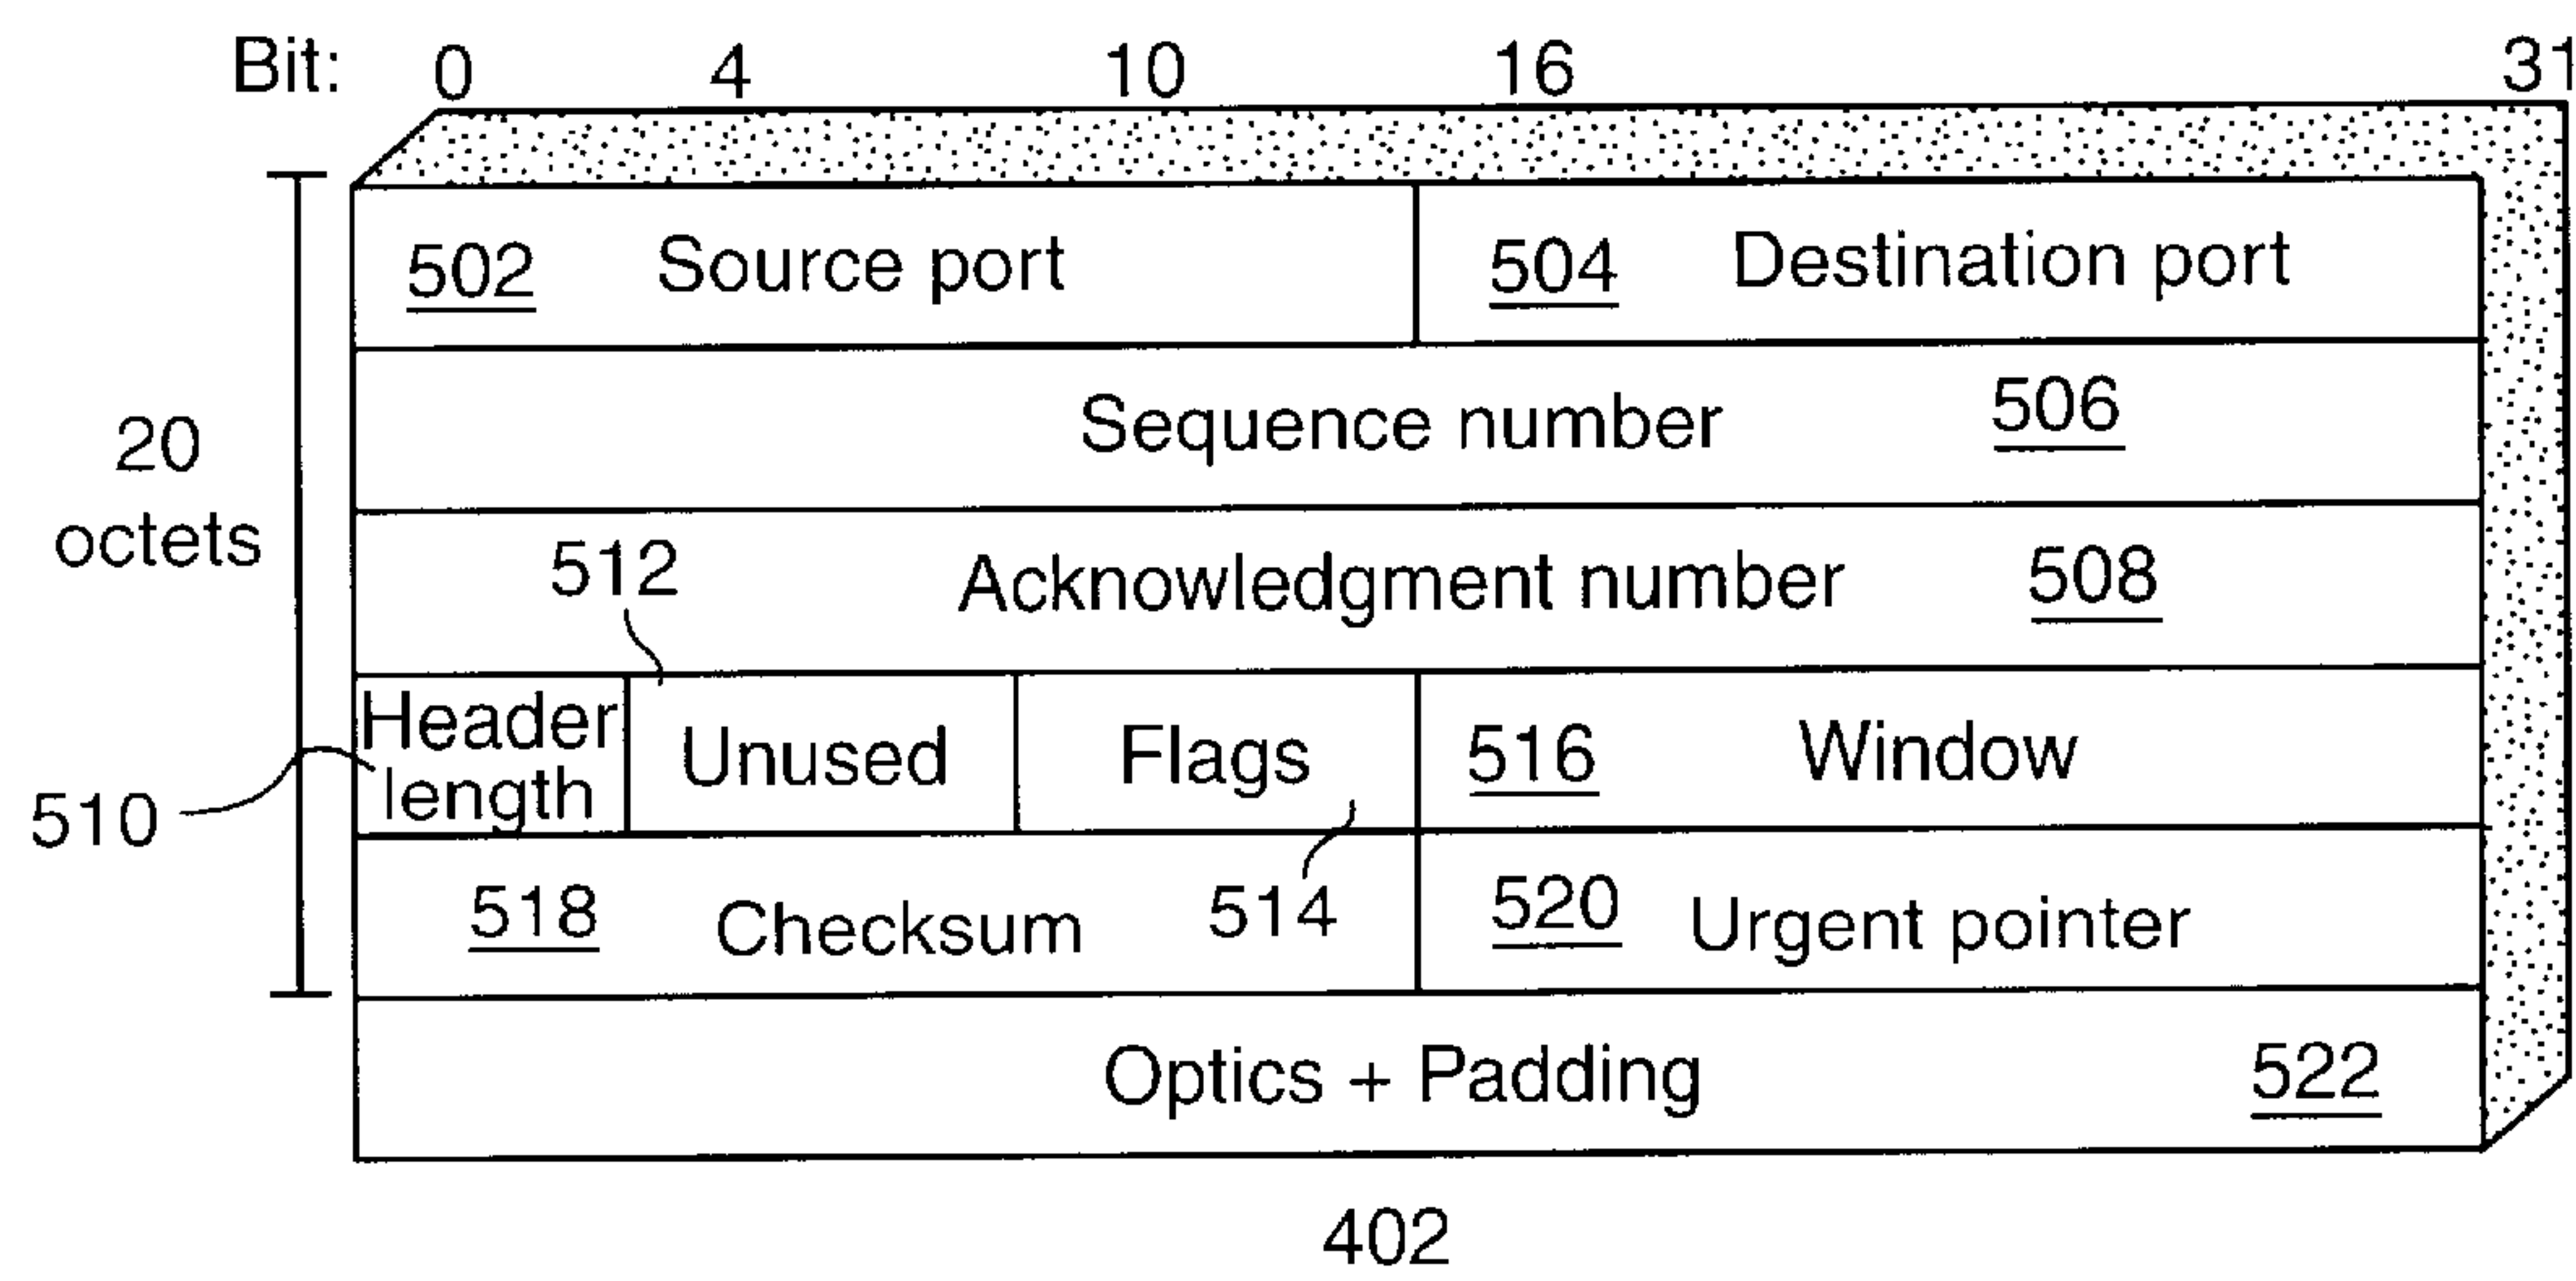 Bit: 0 4 10 16 31
502 Source port 504 Destination port
Sequence number 506
20
octets
512
Acknowledgment number 508
Header
length
Unused Flags 516 Window
510
518 Checksum 514 520 Urgent pointer
Optics + Padding 522
402